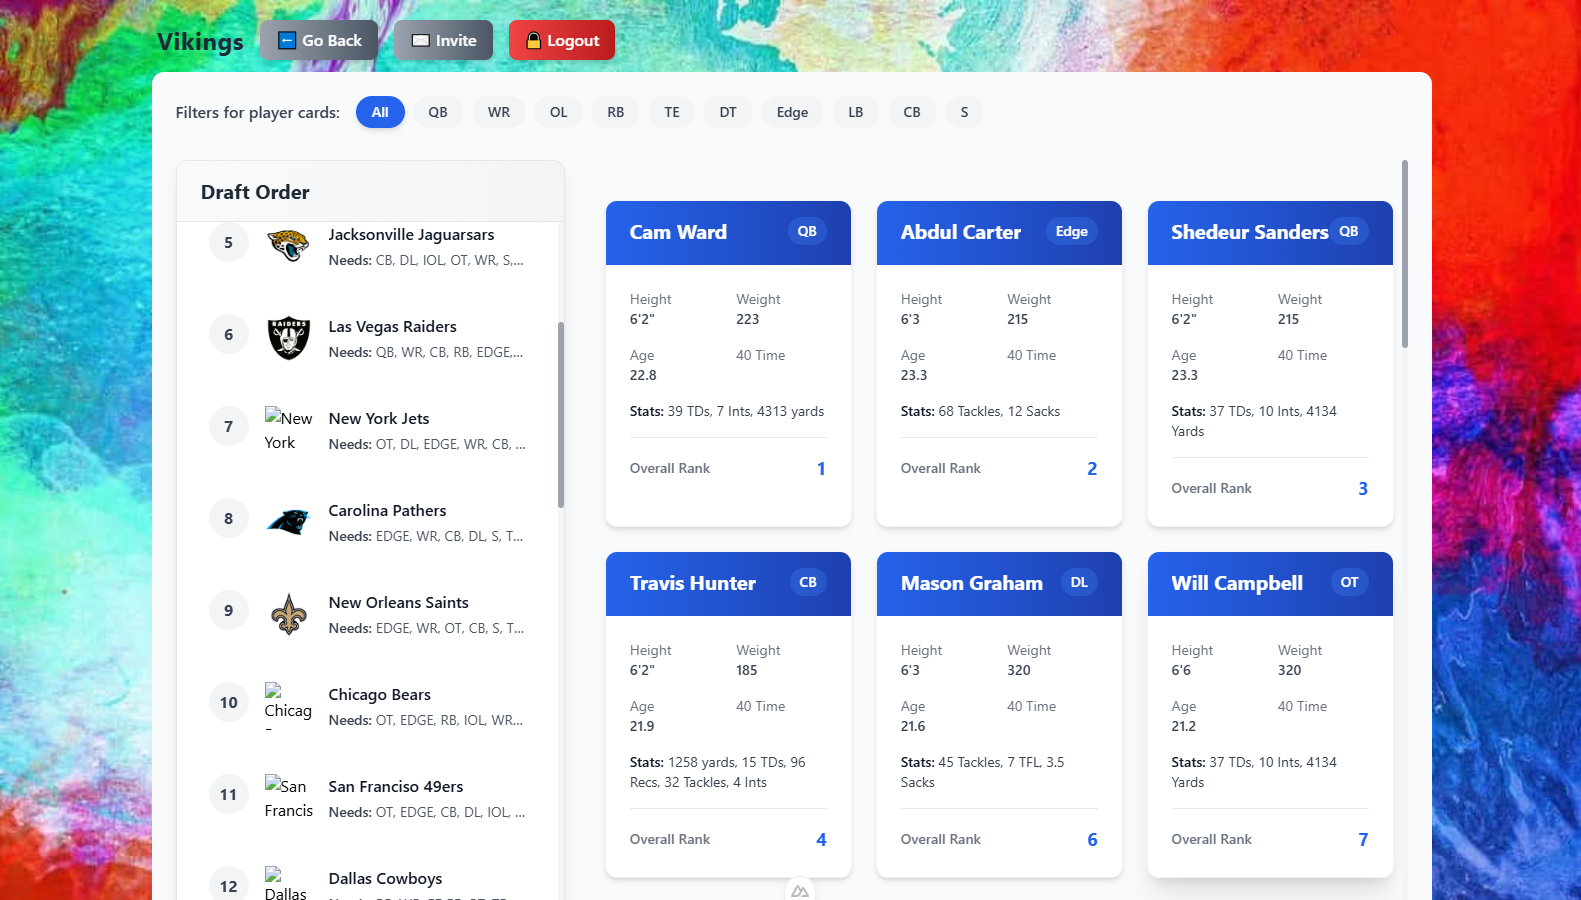 Vikings
Go Back
Invite
Logout
Filters for player cards:
All
QB
WR
OL
RB
TE
DT
Edge
LB
CB
S
Draft Order
5
Jacksonville Jaguarsars
Needs: CB, DL, IOL, OT, WR, S,...
6
RAIDERS
Las Vegas Raiders
Needs: QB, WR, CB, RB, EDGE,...
7
New
York
New York Jets
Needs: OT, DL, EDGE, WR, CB, ...
8
Carolina Pathers
Needs: EDGE, WR, CB, DL, S, T...
9
New Orleans Saints
Needs: EDGE, WR, OT, CB, S, T...
10
Chicag
Chicago Bears
Needs: OT, EDGE, RB, IOL, WR...
11
San
Francis
San Franciso 49ers
Needs: OT, EDGE, CB, DL, IOL, ...
12
Dallas
Dallas Cowboys
Cam Ward
QB
Height
Weight
6'2"
223
Age
40 Time
22.8
Stats: 39 TDs, 7 Ints, 4313 yards
Overall Rank
1
Abdul Carter
Edge
Height
Weight
6'3
215
Age
40 Time
23.3
Stats: 68 Tackles, 12 Sacks
Overall Rank
2
Shedeur Sanders
QB
Height
Weight
6'2"
215
Age
40 Time
23.3
Stats: 37 TDs, 10 Ints, 4134
Yards
Overall Rank
3
Travis Hunter
CB
Height
Weight
6'2"
185
Age
40 Time
21.9
Stats: 1258 yards, 15 TDs, 96
Recs, 32 Tackles, 4 Ints
Overall Rank
4
Mason Graham
DL
Height
Weight
6'3
320
Age
40 Time
21.6
Stats: 45 Tackles, 7 TFL, 3.5
Sacks
Overall Rank
6
Will Campbell
OT
Height
Weight
6'6
320
Age
40 Time
21.2
Stats: 37 TDs, 10 Ints, 4134
Yards
Overall Rank
7